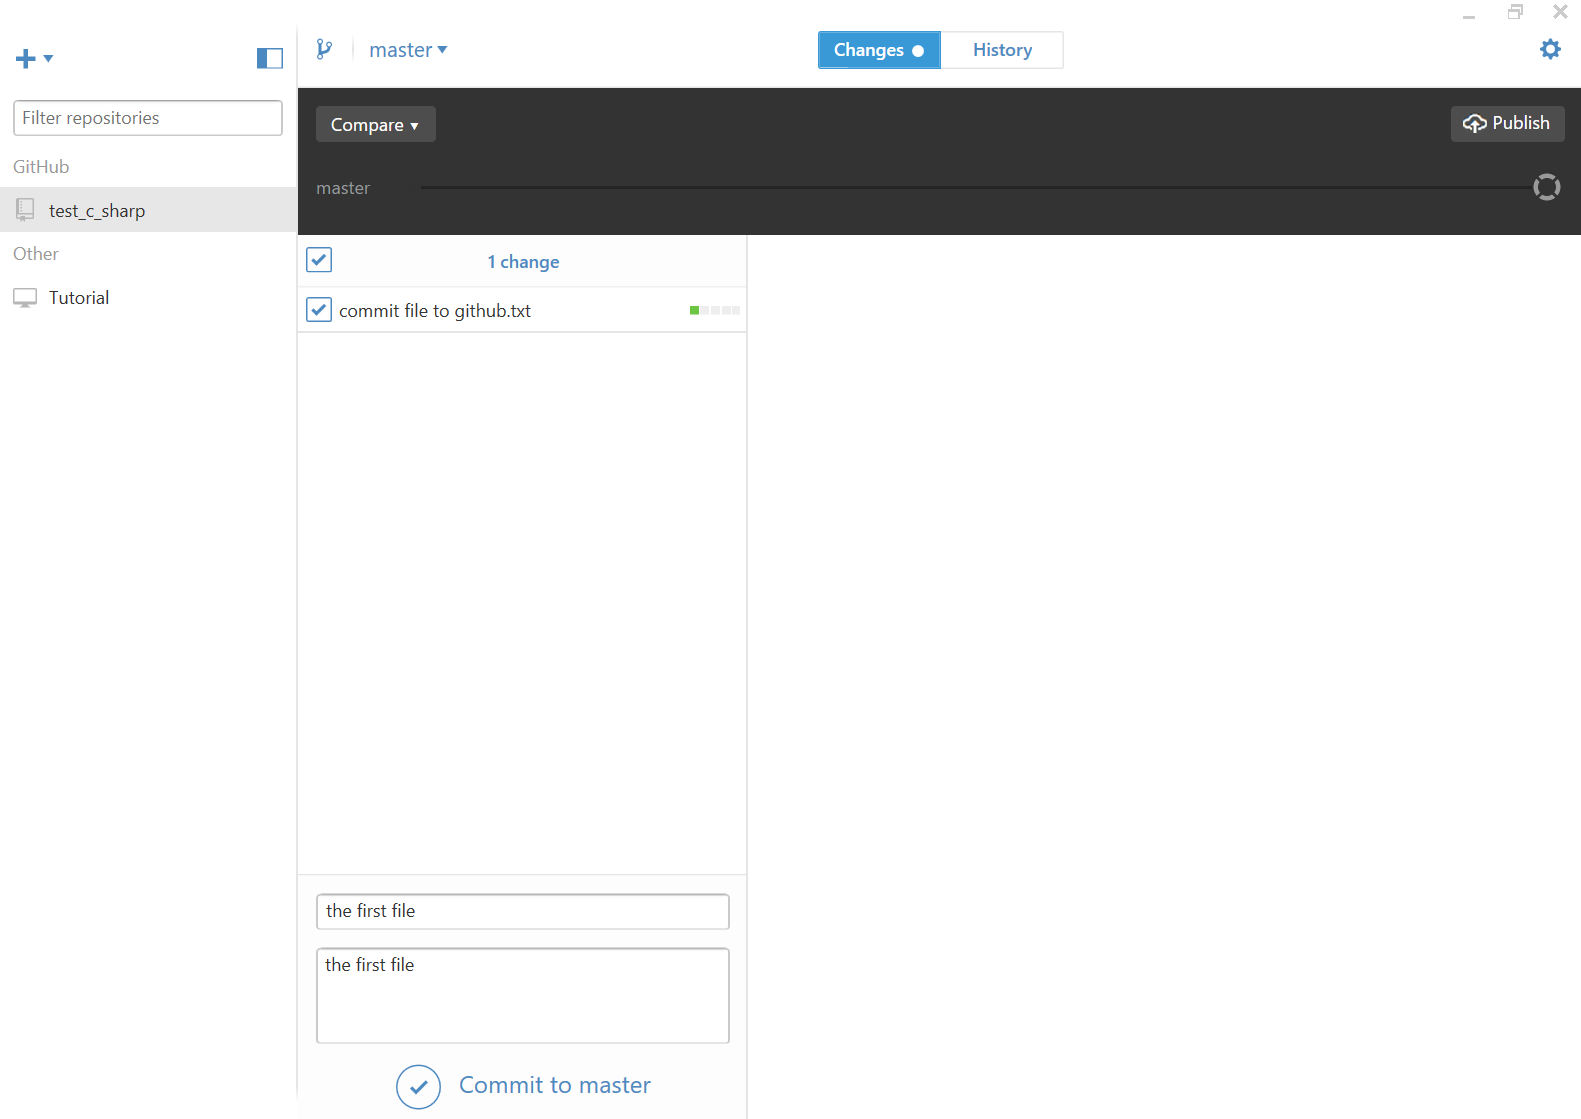 master
Changes
History
Filter repositories
GitHub
test_c_sharp
Other
Tutorial
Compare
Publish
master
1 change
commit file to github.txt
the first file
the first file
Commit to master